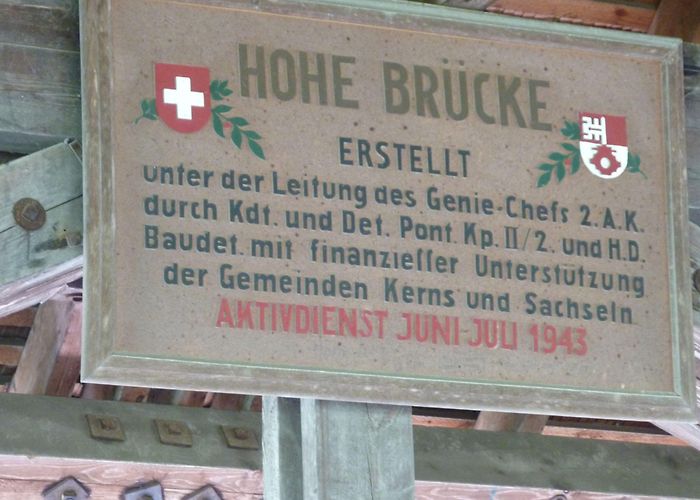 HOHE BRÜCKE
ERSTELLT
unter der Leitung des Genie-Chefs 2.A.K.
durch Kdt. und Det. Pont. Kp. II/2. und H.D.
Baudet. mit finanzieller Unterstützung
der Gemeinden Kerns und Sachseln
AKTIVDIENST JUNI-JULI 1943